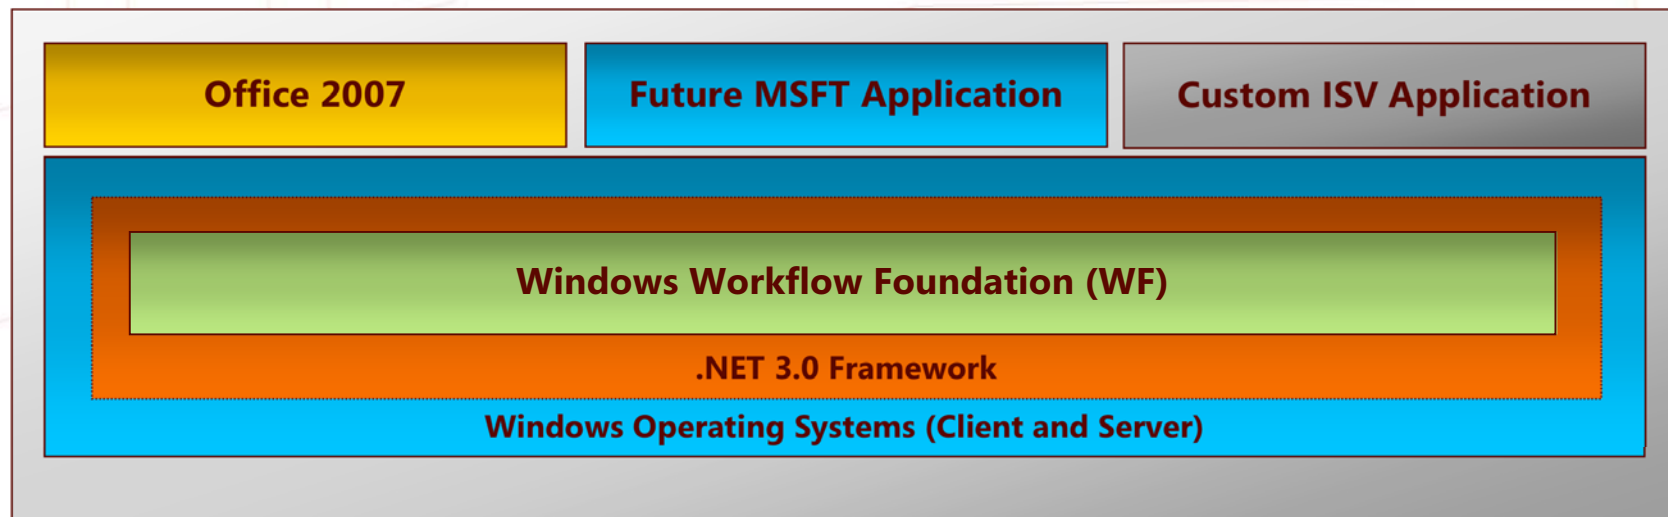 Office 2007
Future MSFT Application
Custom ISV Application
Windows Workflow Foundation (WF)
.NET 3.0 Framework
Windows Operating Systems (Client and Server)